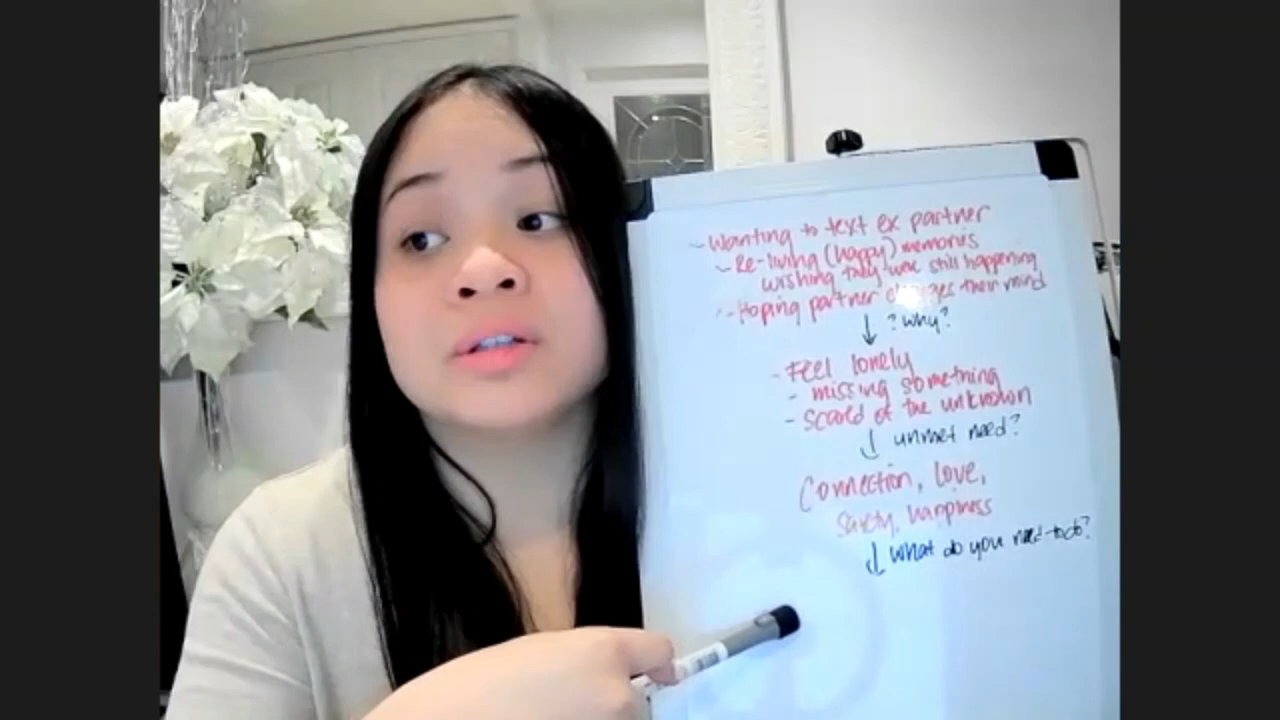 - Wanting to text ex partner
- Re-living (happy) memories
wishing they were still happening
- Hoping partner changes their mind
↓ ? why?
- Feel lonely
- missing something
- scared of the unknown
↓ unmet need?
Connection, love,
Safety, happiness
↓ what do you need to do?